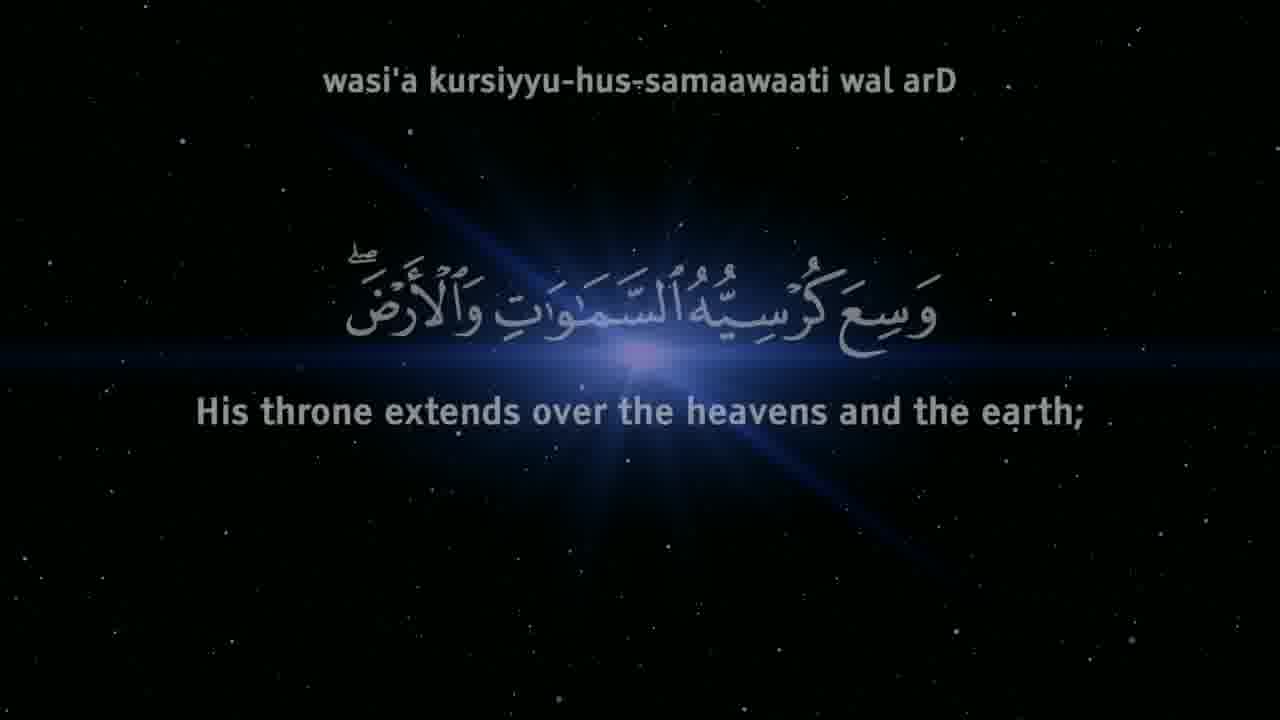 wasi'a kursiyyu-hus-samaawaati wal arD
وَسِعَ كُرْسِيُّهُ ٱلسَّمَـٰوَٰتِ وَٱلْأَرْضَ ۖ
His throne extends over the heavens and the earth;